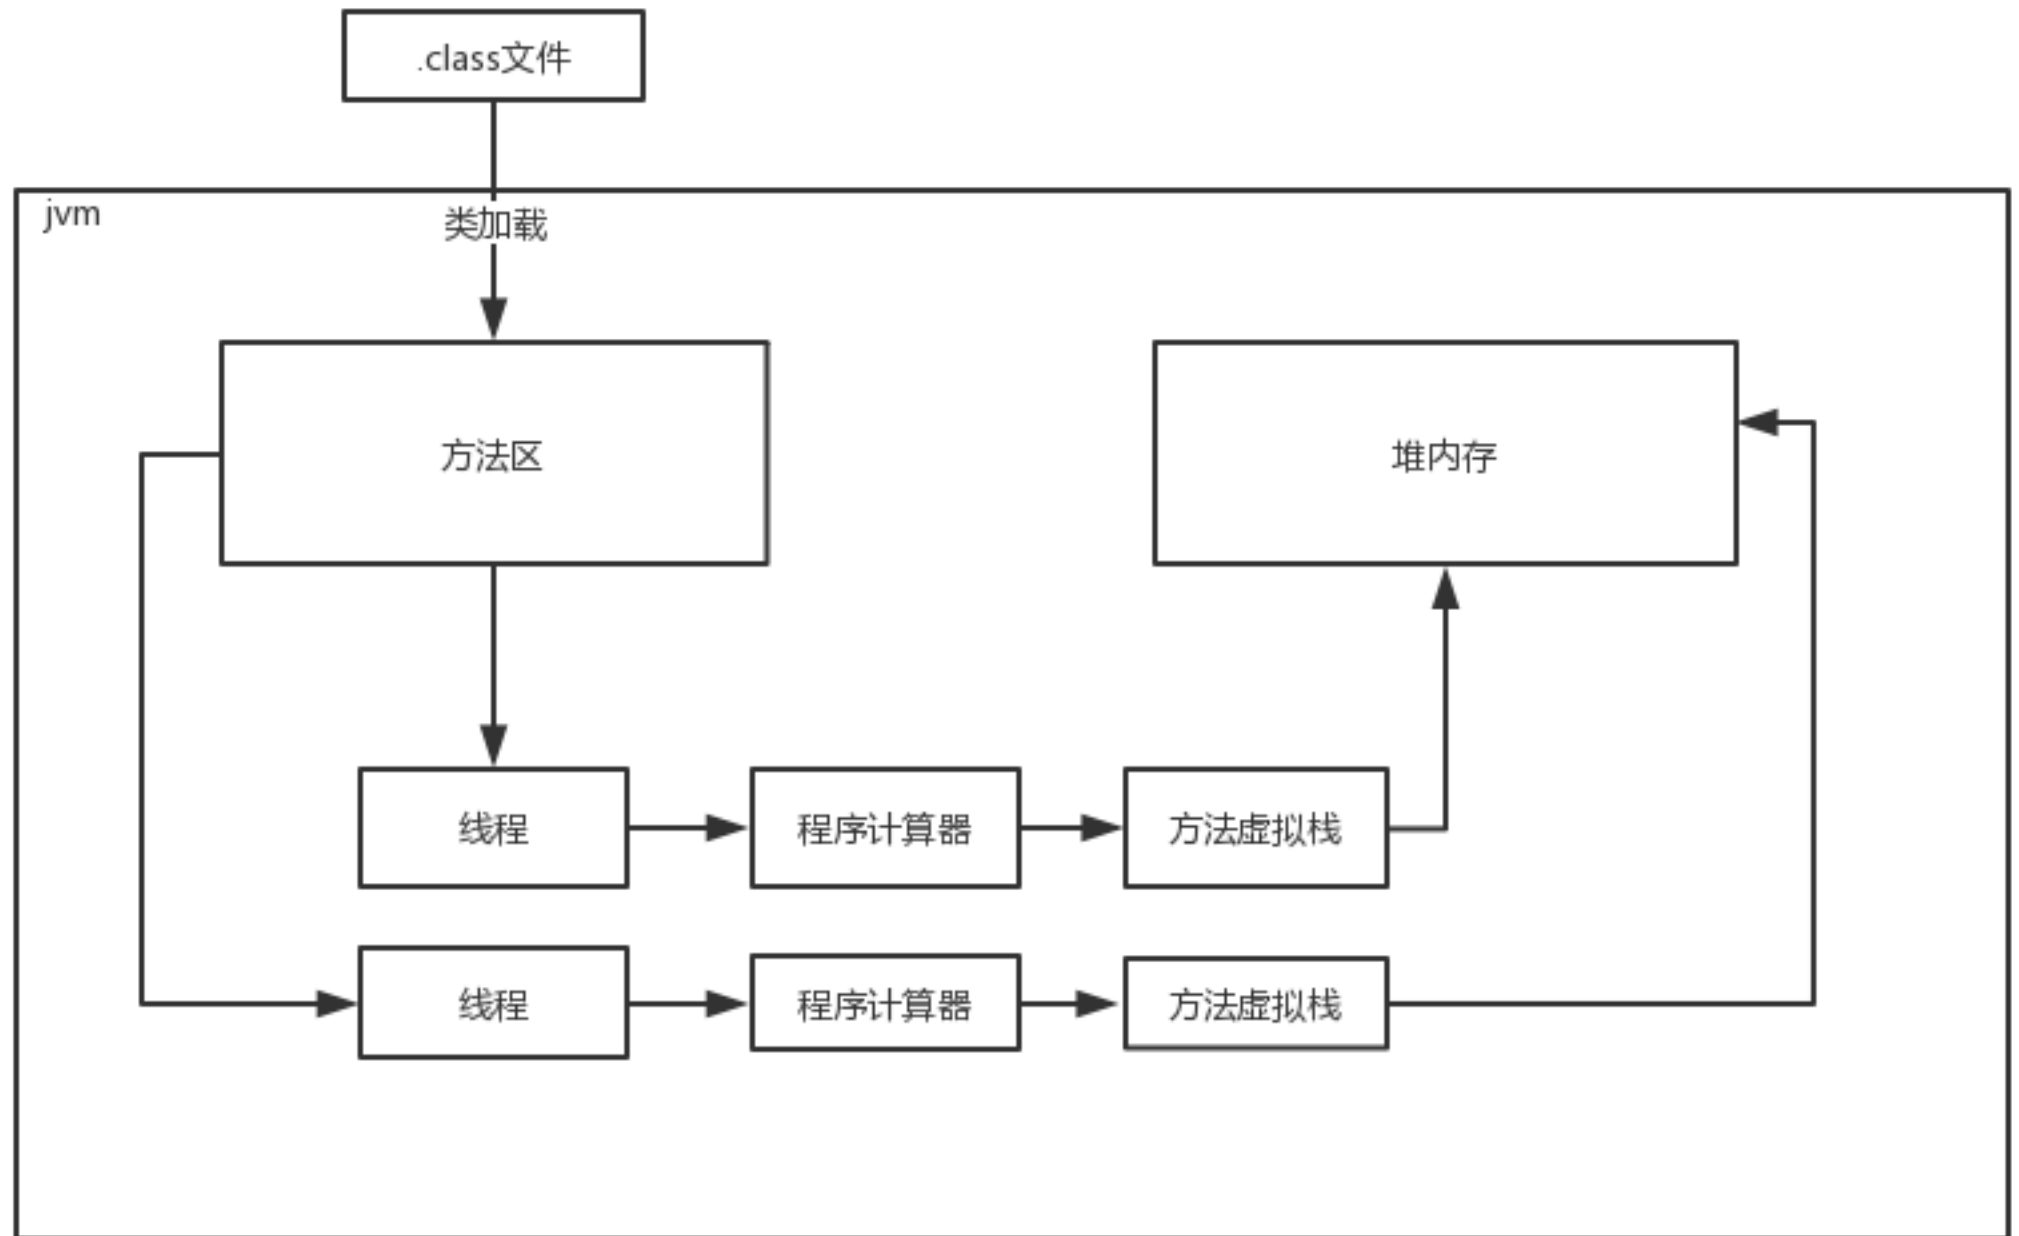 .class文件
jvm
类加载
方法区
堆内存
线程
程序计算器
方法虚拟栈
线程
程序计算器
方法虚拟栈